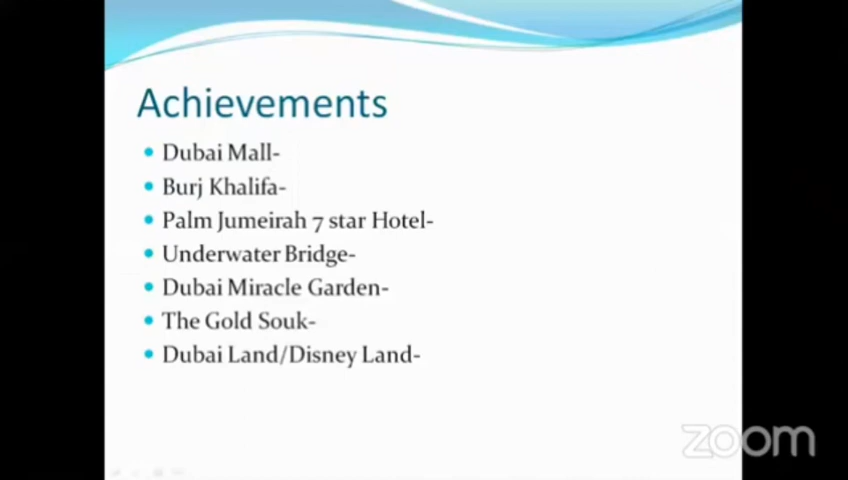 Achievements
Dubai Mall-
Burj Khalifa-
Palm Jumeirah 7 star Hotel-
Underwater Bridge-
Dubai Miracle Garden-
The Gold Souk-
Dubai Land/Disney Land-
zoom